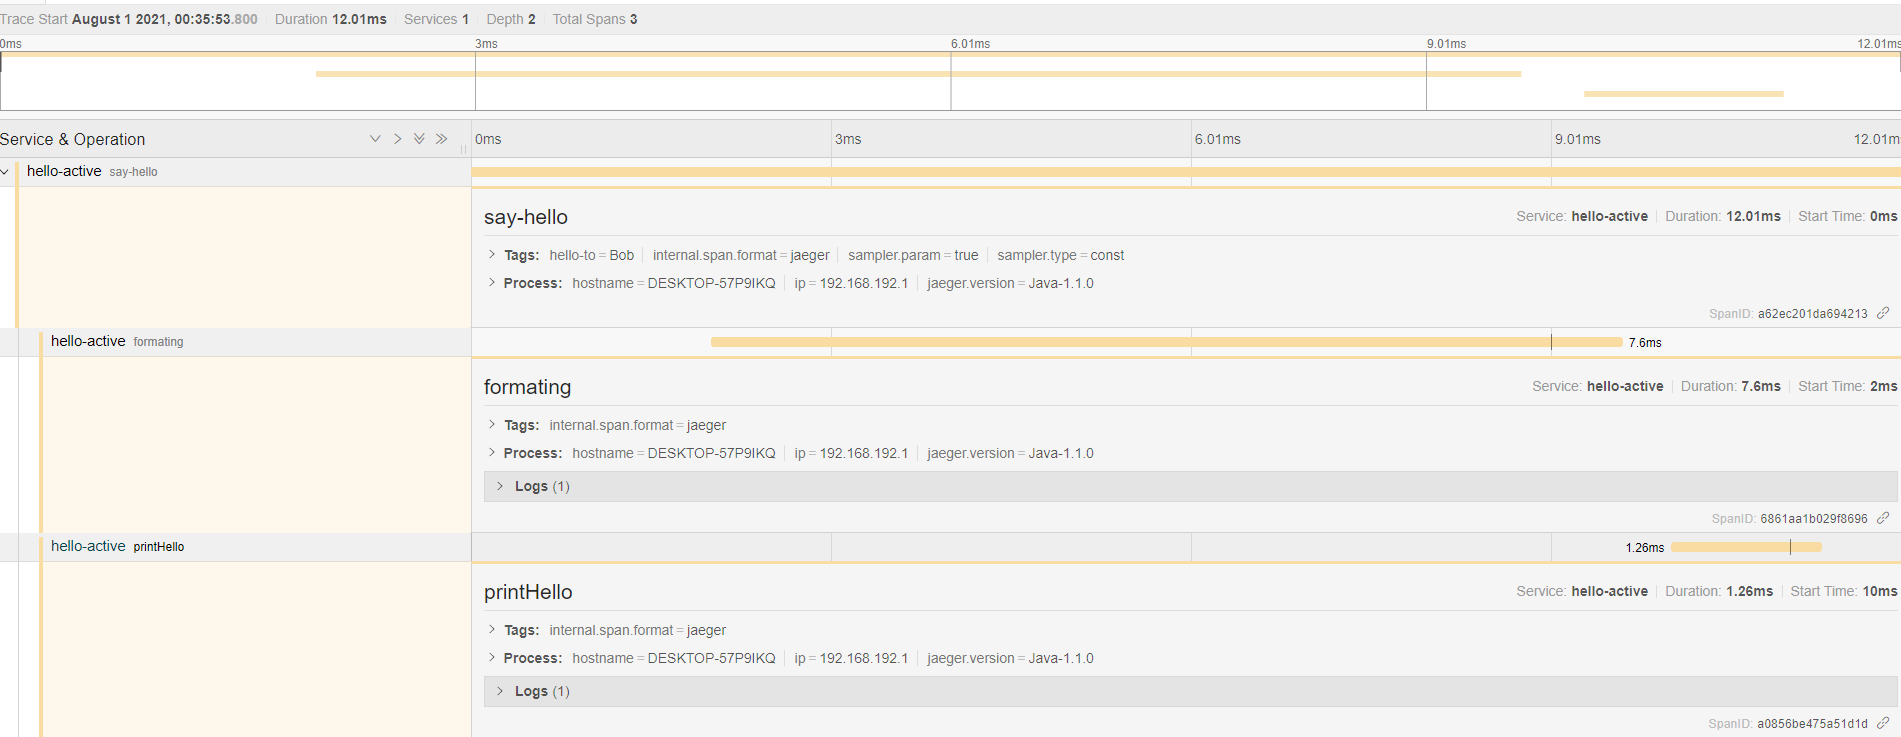 Trace Start August 1 2021, 00:35:53.800 Duration 12.01ms Services 1 Depth 2 Total Spans 3
0ms 3ms 6.01ms 9.01ms 12.01ms
Service & Operation 0ms 3ms 6.01ms 9.01ms 12.01ms
hello-active say-hello
say-hello Service: hello-active Duration: 12.01ms Start Time: 0ms
Tags: hello-to = Bob internal.span.format = jaeger sampler.param = true sampler.type = const
Process: hostname = DESKTOP-57P9IKQ ip = 192.168.192.1 jaeger.version = Java-1.1.0
SpanID: a62ec201da694213
hello-active formating 7.6ms
formating Service: hello-active Duration: 7.6ms Start Time: 2ms
Tags: internal.span.format = jaeger
Process: hostname = DESKTOP-57P9IKQ ip = 192.168.192.1 jaeger.version = Java-1.1.0
Logs (1)
SpanID: 6861aa1b029f8696
hello-active printHello 1.26ms
printHello Service: hello-active Duration: 1.26ms Start Time: 10ms
Tags: internal.span.format = jaeger
Process: hostname = DESKTOP-57P9IKQ ip = 192.168.192.1 jaeger.version = Java-1.1.0
Logs (1)
SpanID: a0856be475a51d1d